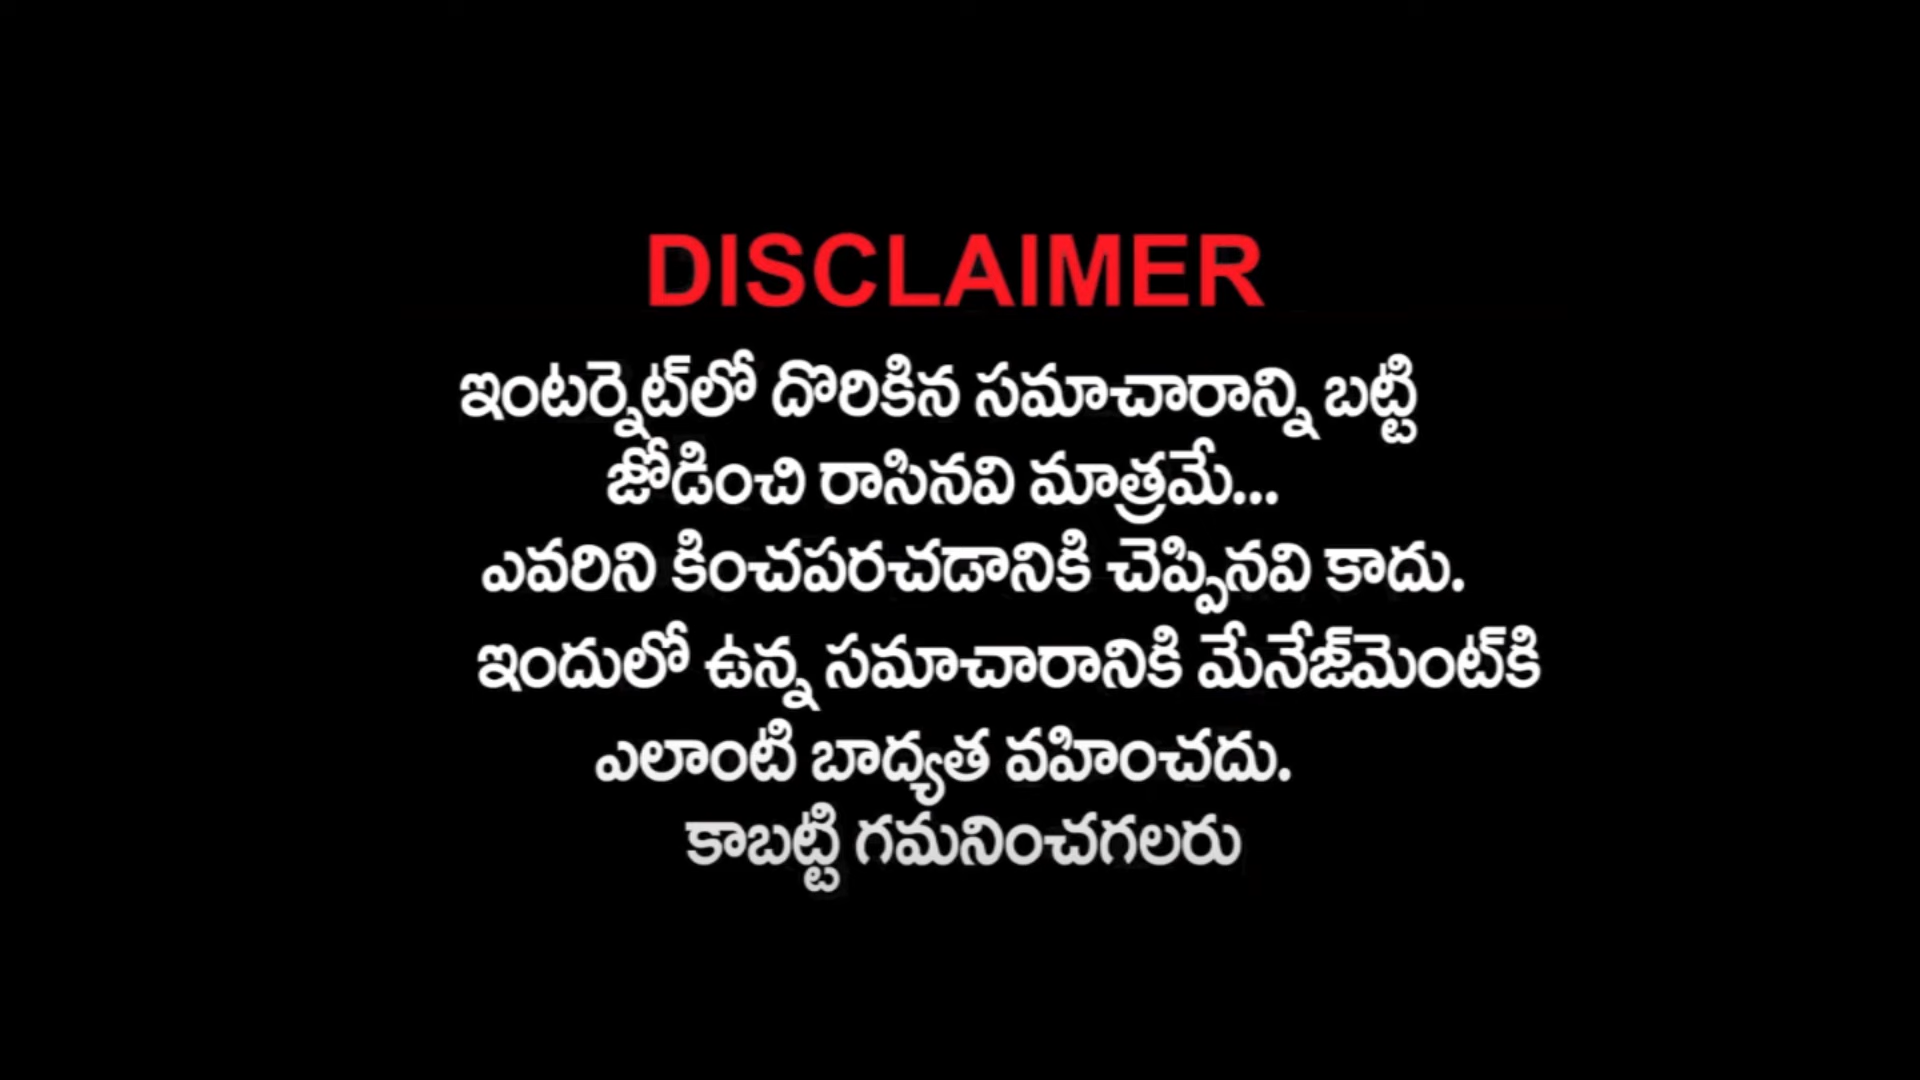 DISCLAIMER
ఇంటర్నెట్‌లో దొరికిన సమాచారాన్ని బట్టి
జోడించి రాసినవి మాత్రమే...
ఎవరిని కించపరచడానికి చెప్పినవి కాదు.
ఇందులో ఉన్న సమాచారానికి మేనేజ్‌మెంట్‌కి
ఎలాంటి బాద్యత వహించదు.
కాబట్టి గమనించగలరు